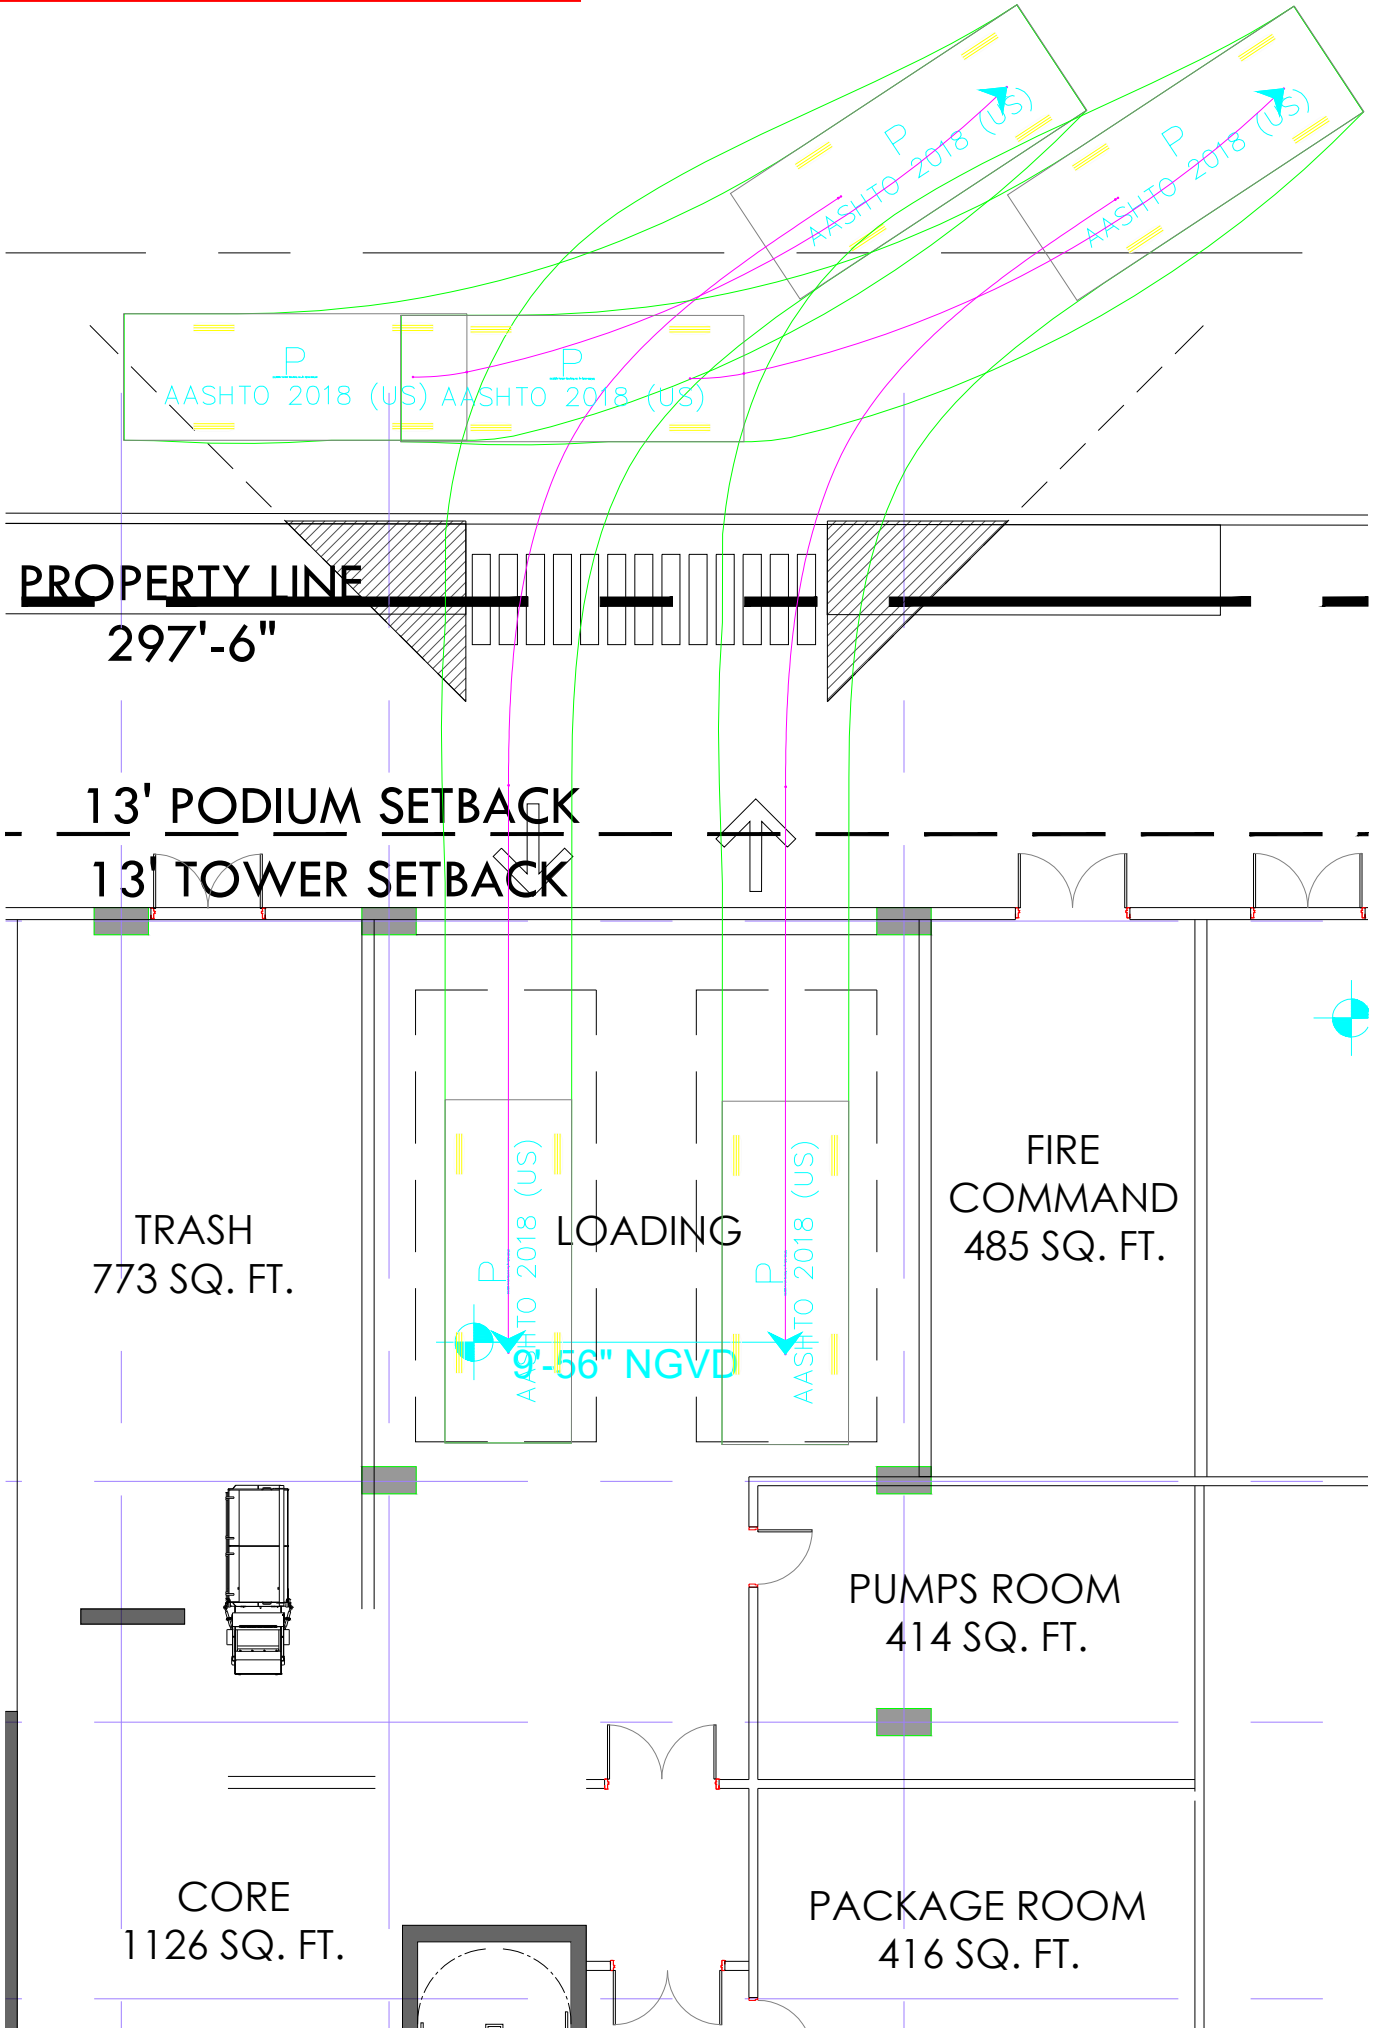 P
AASHTO 2018 (US)
P
AASHTO 2018 (US)
P
AASHTO 2018 (US)
P
AASHTO 2018 (US)
PROPERTY LINE
297'-6"
13' PODIUM SETBACK
13' TOWER SETBACK
FIRE
COMMAND
485 SQ. FT.
TRASH
773 SQ. FT.
LOADING
P
AASHTO 2018 (US)
P
AASHTO 2018 (US)
9'-56" NGVD
PUMPS ROOM
414 SQ. FT.
CORE
1126 SQ. FT.
PACKAGE ROOM
416 SQ. FT.